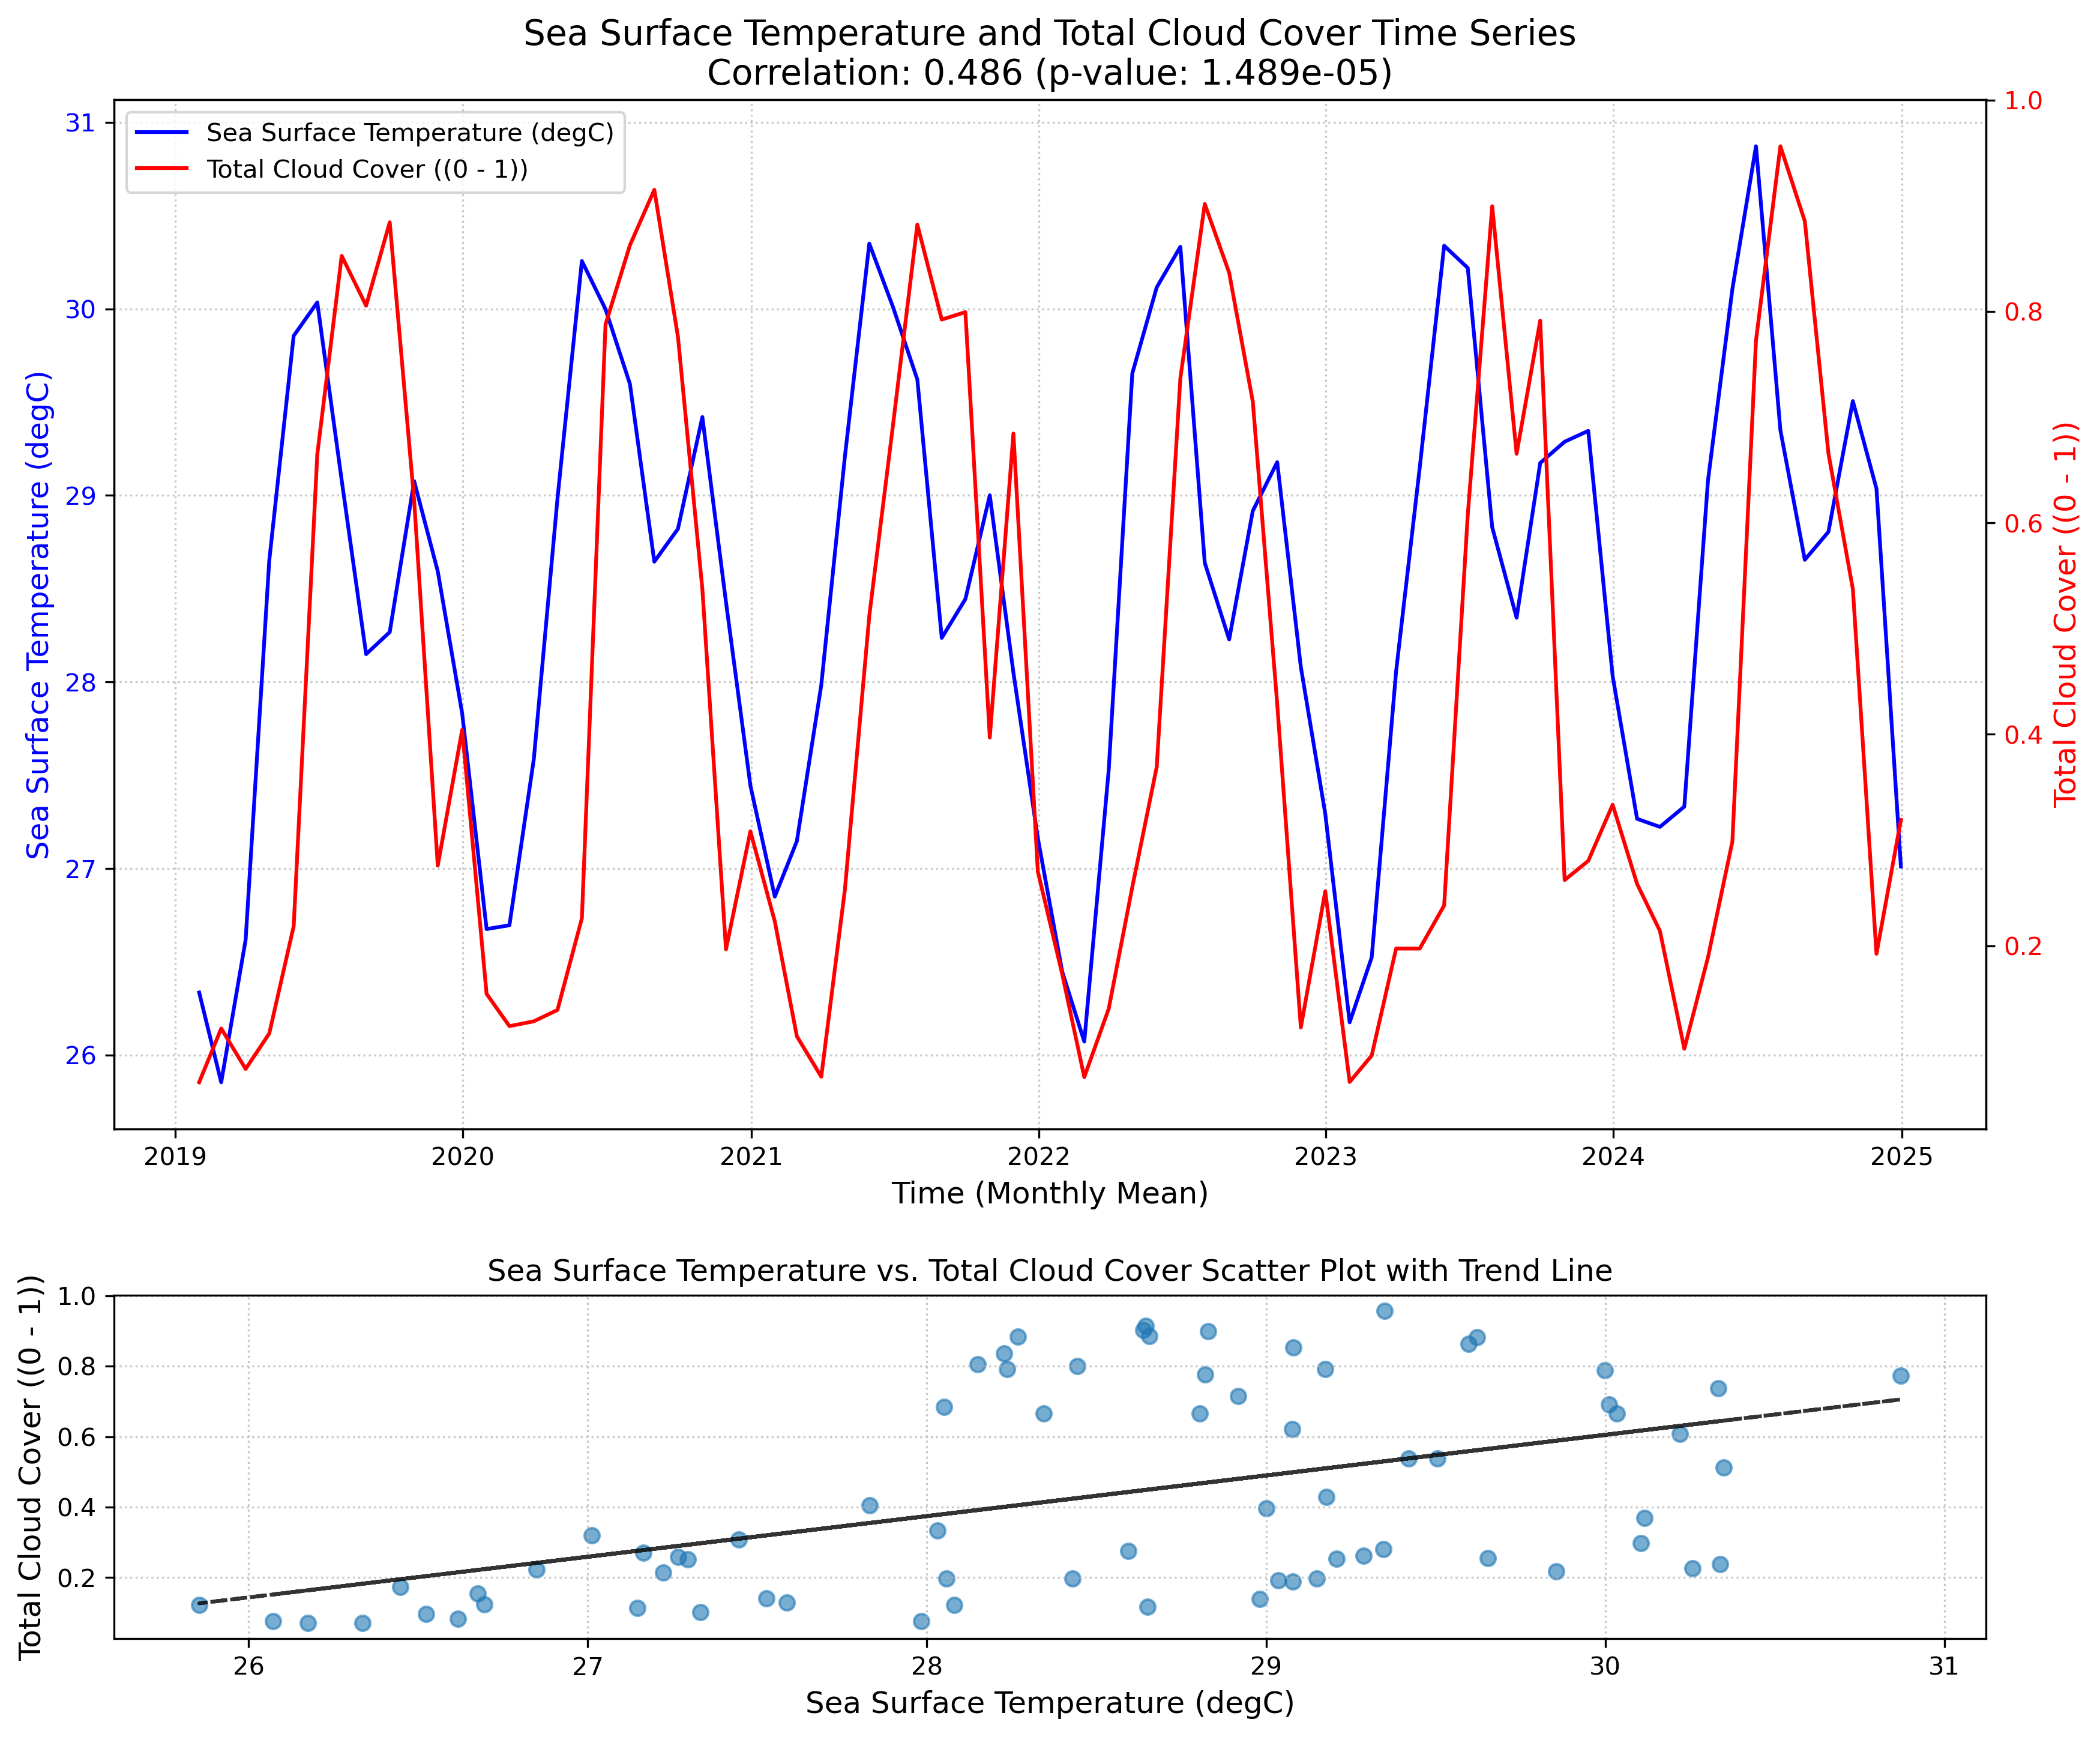 Sea Surface Temperature and Total Cloud Cover Time Series
Correlation: 0.486 (p-value: 1.489e-05)
Sea Surface Temperature (degC)
Total Cloud Cover ((0 - 1))
Sea Surface Temperature (degC)
31
30
29
28
27
26
1.0
0.8
0.6
0.4
0.2
Total Cloud Cover ((0 - 1))
2019 2020 2021 2022 2023 2024 2025
Time (Monthly Mean)
Sea Surface Temperature vs. Total Cloud Cover Scatter Plot with Trend Line
Total Cloud Cover ((0 - 1))
1.0
0.8
0.6
0.4
0.2
26 27 28 29 30 31
Sea Surface Temperature (degC)